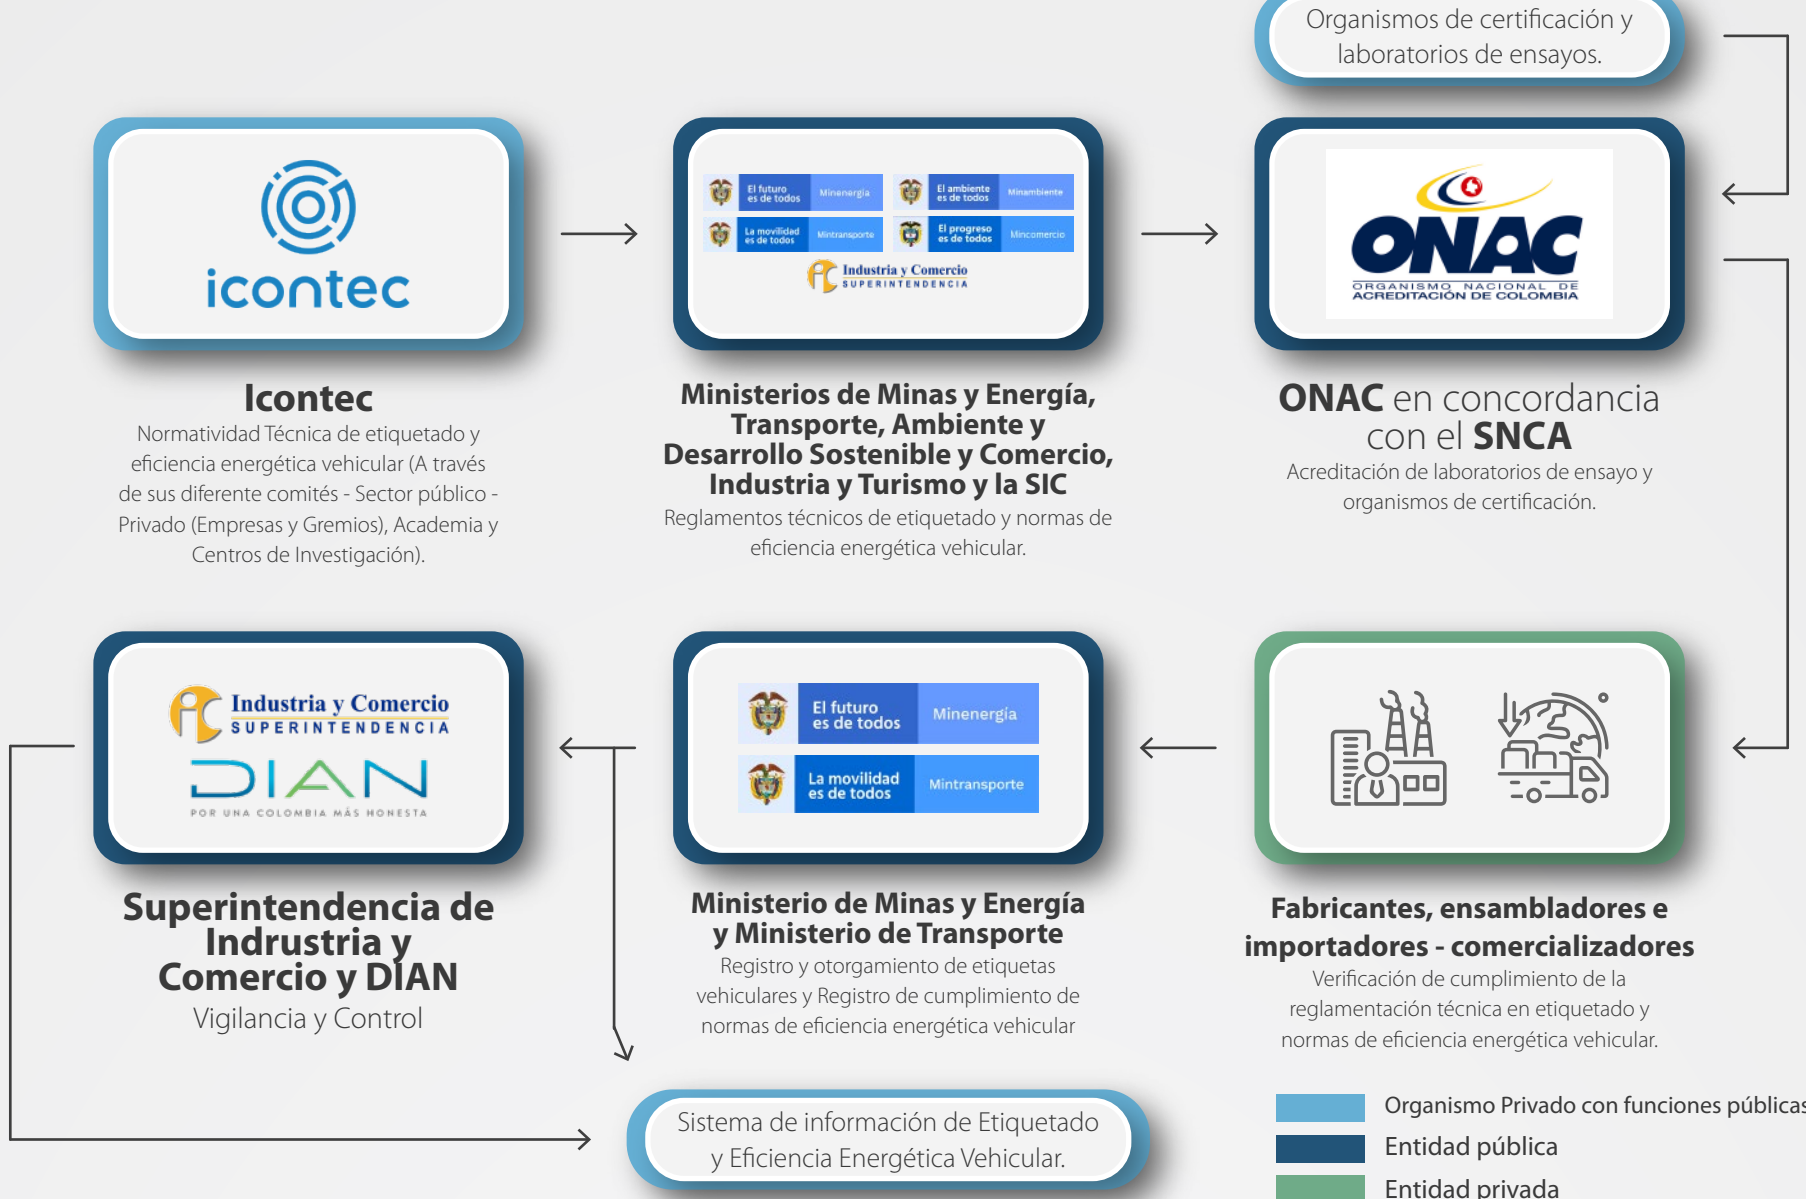 Organismos de certificación y
laboratorios de ensayos.
icontec
El futuro
es de todos
Minenergía
El ambiente
es de todos
Minambiente
La movilidad
es de todos
Mintransporte
El progreso
es de todos
Mincomercio
Industria y Comercio
SUPERINTENDENCIA
ONAC
ORGANISMO NACIONAL DE
ACREDITACIÓN DE COLOMBIA
Icontec
Normatividad Técnica de etiquetado y
eficiencia energética vehicular (A través
de sus diferente comités - Sector público -
Privado (Empresas y Gremios), Academia y
Centros de Investigación).
Ministerios de Minas y Energía,
Transporte, Ambiente y
Desarrollo Sostenible y Comercio,
Industria y Turismo y la SIC
Reglamentos técnicos de etiquetado y normas de
eficiencia energética vehicular.
ONAC en concordancia
con el SNCA
Acreditación de laboratorios de ensayo y
organismos de certificación.
Industria y Comercio
SUPERINTENDENCIA
DIAN
POR UNA COLOMBIA MÁS HONESTA
El futuro
es de todos
Minenergía
La movilidad
es de todos
Mintransporte
Superintendencia de
Indrustria y
Comercio y DIAN
Vigilancia y Control
Ministerio de Minas y Energía
y Ministerio de Transporte
Registro y otorgamiento de etiquetas
vehiculares y Registro de cumplimiento de
normas de eficiencia energética vehicular
Fabricantes, ensambladores e
importadores - comercializadores
Verificación de cumplimiento de la
reglamentación técnica en etiquetado y
normas de eficiencia energética vehicular.
Sistema de información de Etiquetado
y Eficiencia Energética Vehicular.
Organismo Privado con funciones públicas
Entidad pública
Entidad privada